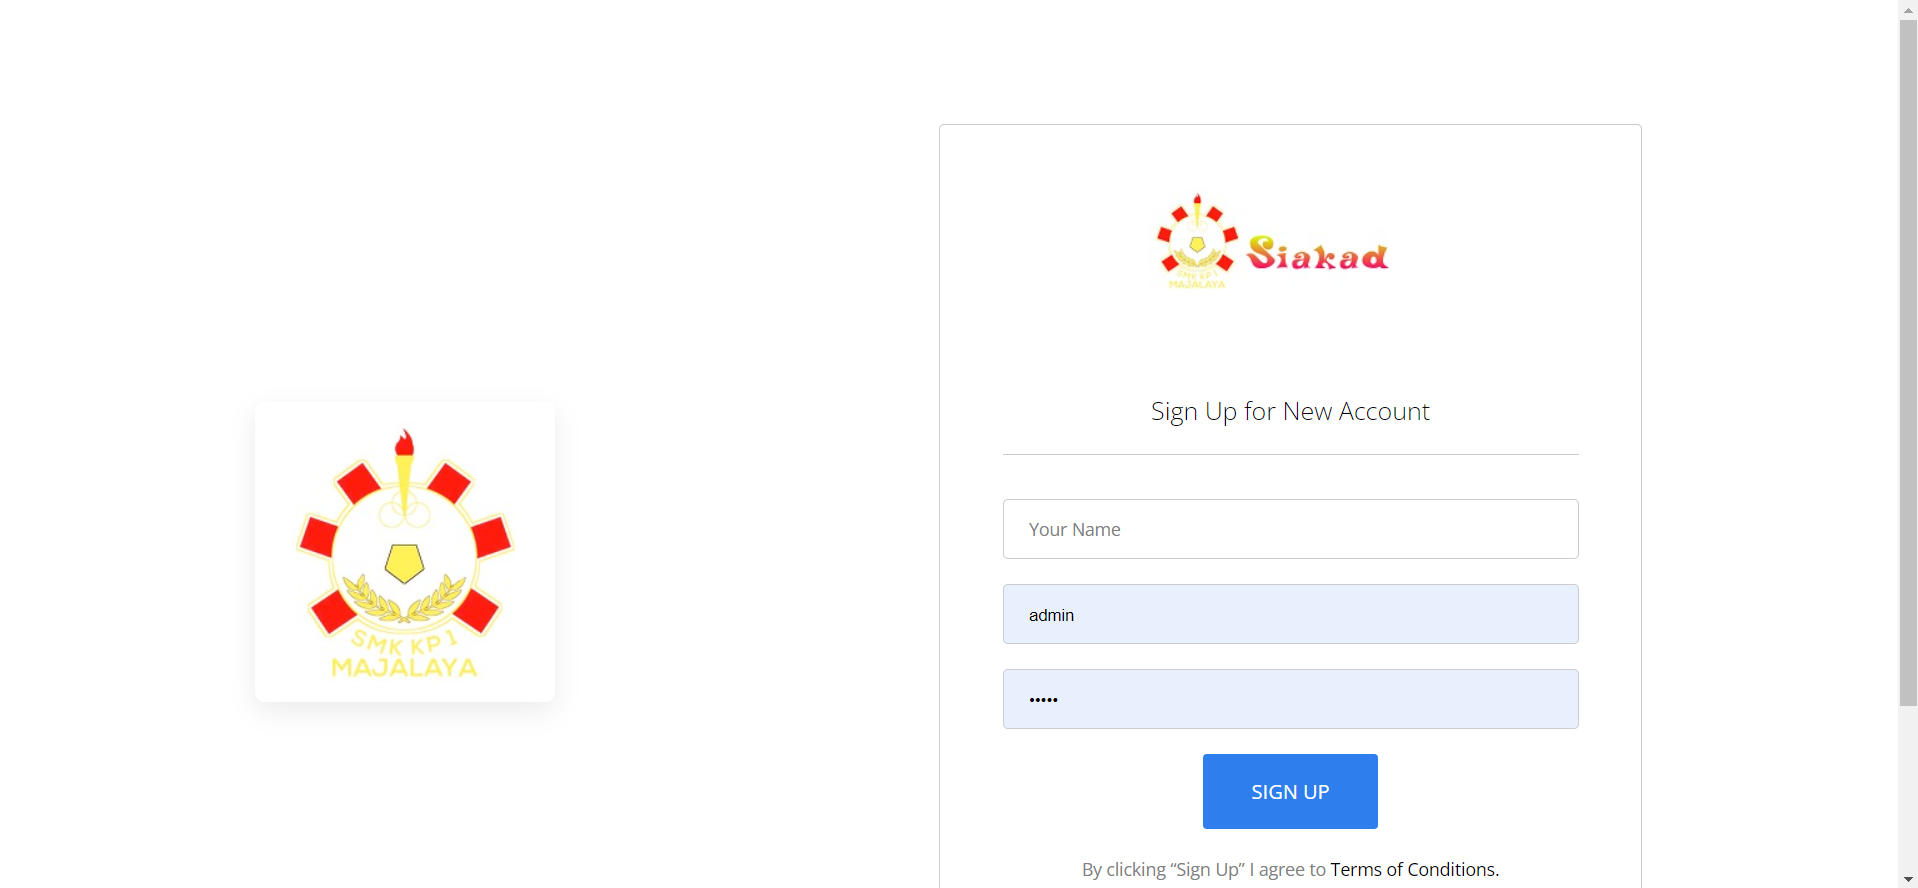 SMK KP 1
MAJALAYA
SMK KP 1
MAJALAYA
Siakad
Sign Up for New Account
Your Name
admin
•••••
SIGN UP
By clicking “Sign Up” I agree to Terms of Conditions.